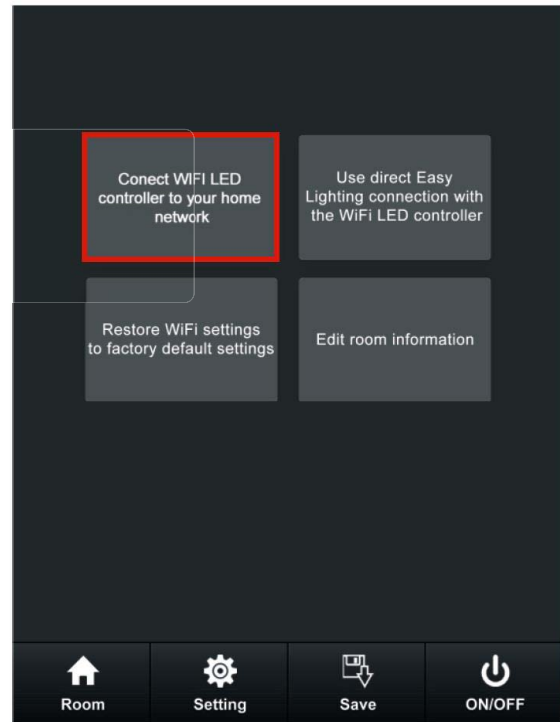 Conect WIFI LED
controller to your home
network
Use direct Easy
Lighting connection with
the WiFi LED controller
Restore WiFi settings
to factory default settings
Edit room information
Room
Setting
Save
ON/OFF